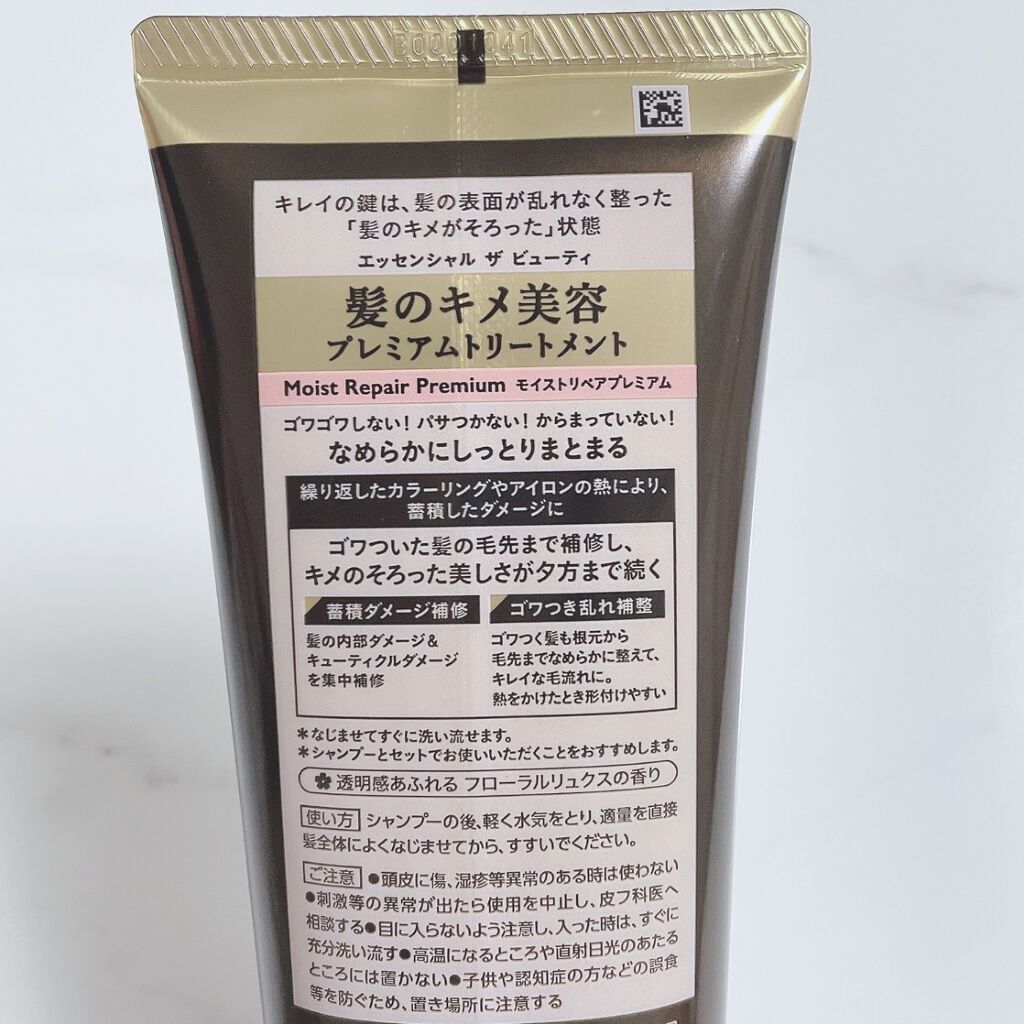 キレイの鍵は、髪の表面が乱れなく整った
「髪のキメがそろった」状態
エッセンシャル ザ ビューティ
髪のキメ美容
プレミアムトリートメント
Moist Repair Premium モイストリペアプレミアム
ゴワゴワしない! パサつかない! からまっていない!
なめらかにしっとりまとまる
繰り返したカラーリングやアイロンの熱により、
蓄積したダメージに
ゴワついた髪の毛先まで補修し、
キメのそろった美しさが夕方まで続く
蓄積ダメージ補修
髪の内部ダメージ&
キューティクルダメージ
を集中補修
ゴワつき乱れ補整
ゴワつく髪も根元から
毛先までなめらかに整えて、
キレイな毛流れに。
熱をかけたとき形付けやすい
*なじませてすぐに洗い流せます。
*シャンプーとセットでお使いいただくことをおすすめします。
透明感あふれる フローラルリュクスの香り
使い方 シャンプーの後、軽く水気をとり、適量を直接
髪全体によくなじませてから、すすいでください。
ご注意 ●頭皮に傷、湿疹等異常のある時は使わない
●刺激等の異常が出たら使用を中止し、皮フ科医へ
相談する●目に入らないよう注意し、入った時は、すぐに
充分洗い流す●高温になるところや直射日光のあたる
ところには置かない●子供や認知症の方などの誤食
等を防ぐため、置き場所に注意する